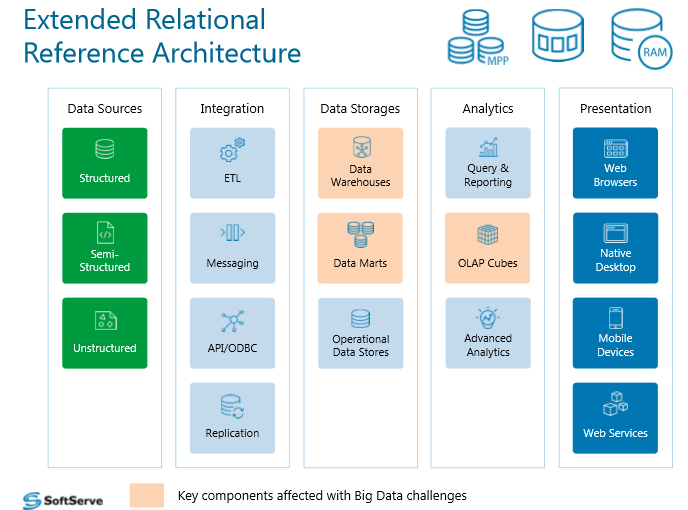 Extended Relational
Reference Architecture
MPP
RAM
Data Sources
Structured
Semi-
Structured
Unstructured
Integration
ETL
Messaging
API/ODBC
Replication
Data Storages
Data
Warehouses
Data Marts
Operational
Data Stores
Analytics
Query &
Reporting
OLAP Cubes
Advanced
Analytics
Presentation
Web
Browsers
Native
Desktop
Mobile
Devices
Web Services
SoftServe
Key components affected with Big Data challenges